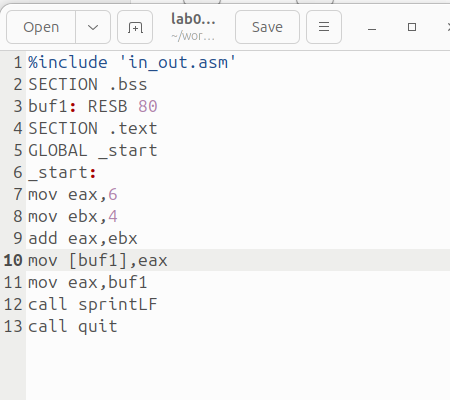 Open lab0... Save
~/wor...
1 %include 'in_out.asm'
2 SECTION .bss
3 buf1: RESB 80
4 SECTION .text
5 GLOBAL _start
6 _start:
7 mov eax,6
8 mov ebx,4
9 add eax,ebx
10 mov [buf1],eax
11 mov eax,buf1
12 call sprintLF
13 call quit